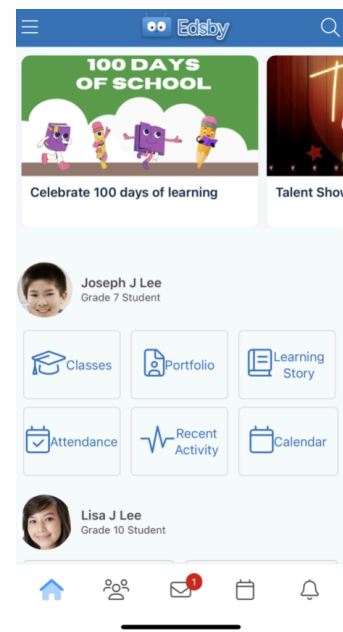 Edsby
100 DAYS
OF SCHOOL
Celebrate 100 days of learning
Talent Show
Joseph J Lee
Grade 7 Student
Classes
Portfolio
Learning
Story
Attendance
Recent
Activity
Calendar
Lisa J Lee
Grade 10 Student
1